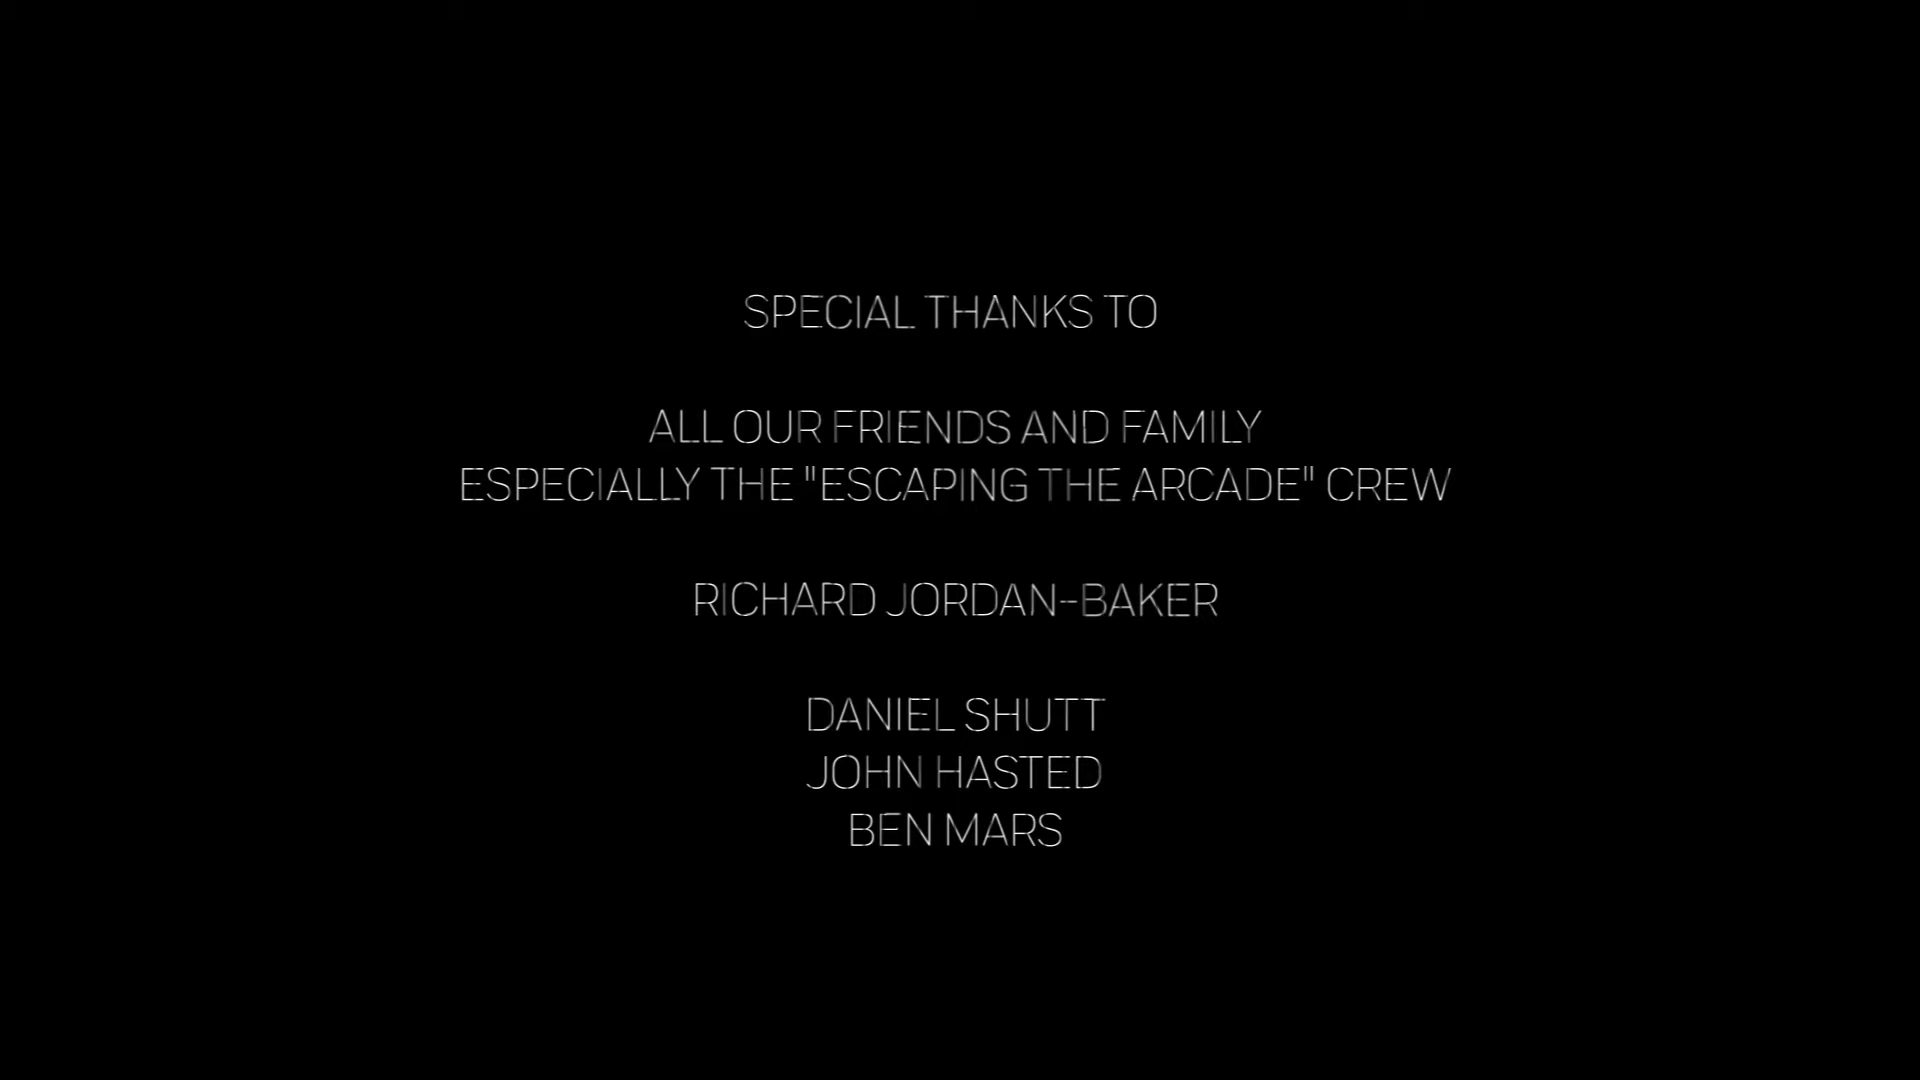 SPECIAL THANKS TO
ALL OUR FRIENDS AND FAMILY
ESPECIALLY THE "ESCAPING THE ARCADE" CREW
RICHARD JORDAN-BAKER
DANIEL SHUTT
JOHN HASTED
BEN MARS